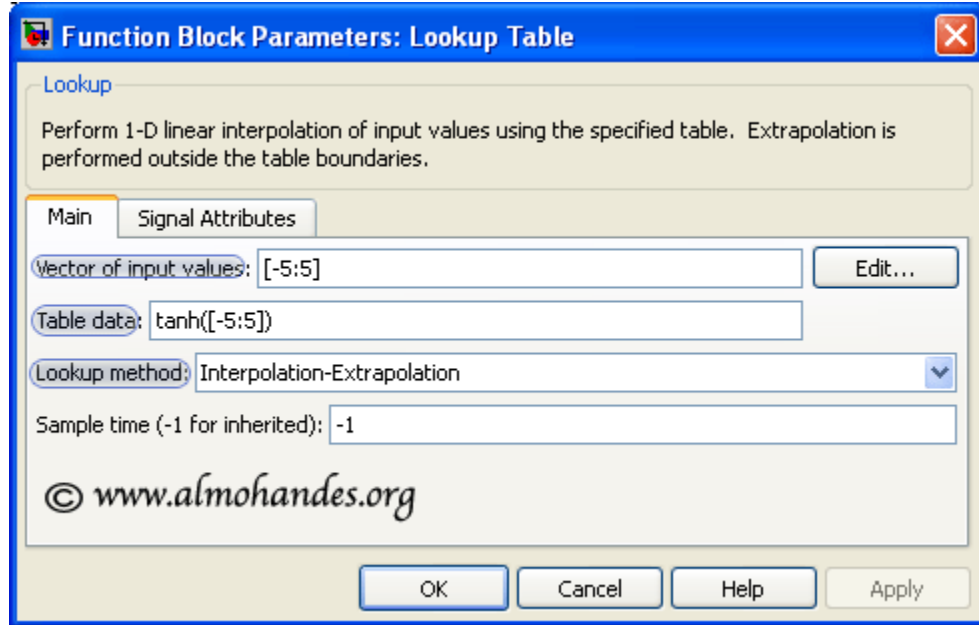 Function Block Parameters: Lookup Table
Lookup
Perform 1-D linear interpolation of input values using the specified table. Extrapolation is
performed outside the table boundaries.
Main Signal Attributes
Vector of input values: [-5:5] Edit...
Table data: tanh([-5:5])
Lookup method: Interpolation-Extrapolation
Sample time (-1 for inherited): -1
© www.almohandes.org
OK Cancel Help Apply